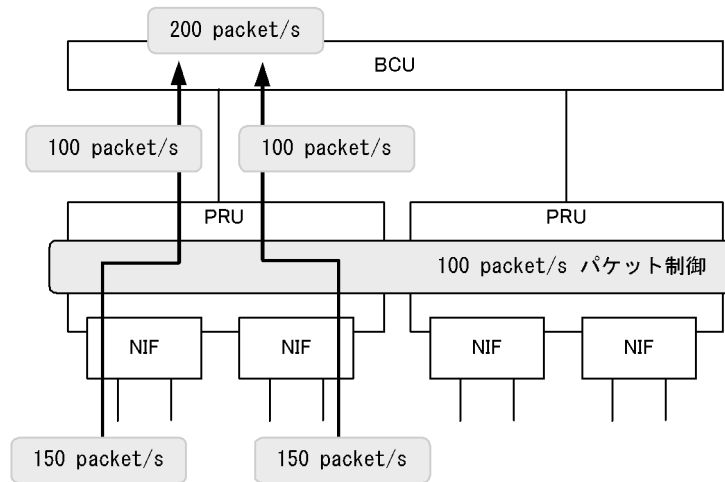 200 packet/s
BCU
100 packet/s
100 packet/s
PRU
PRU
100 packet/s パケット制御
NIF
NIF
NIF
NIF
150 packet/s
150 packet/s